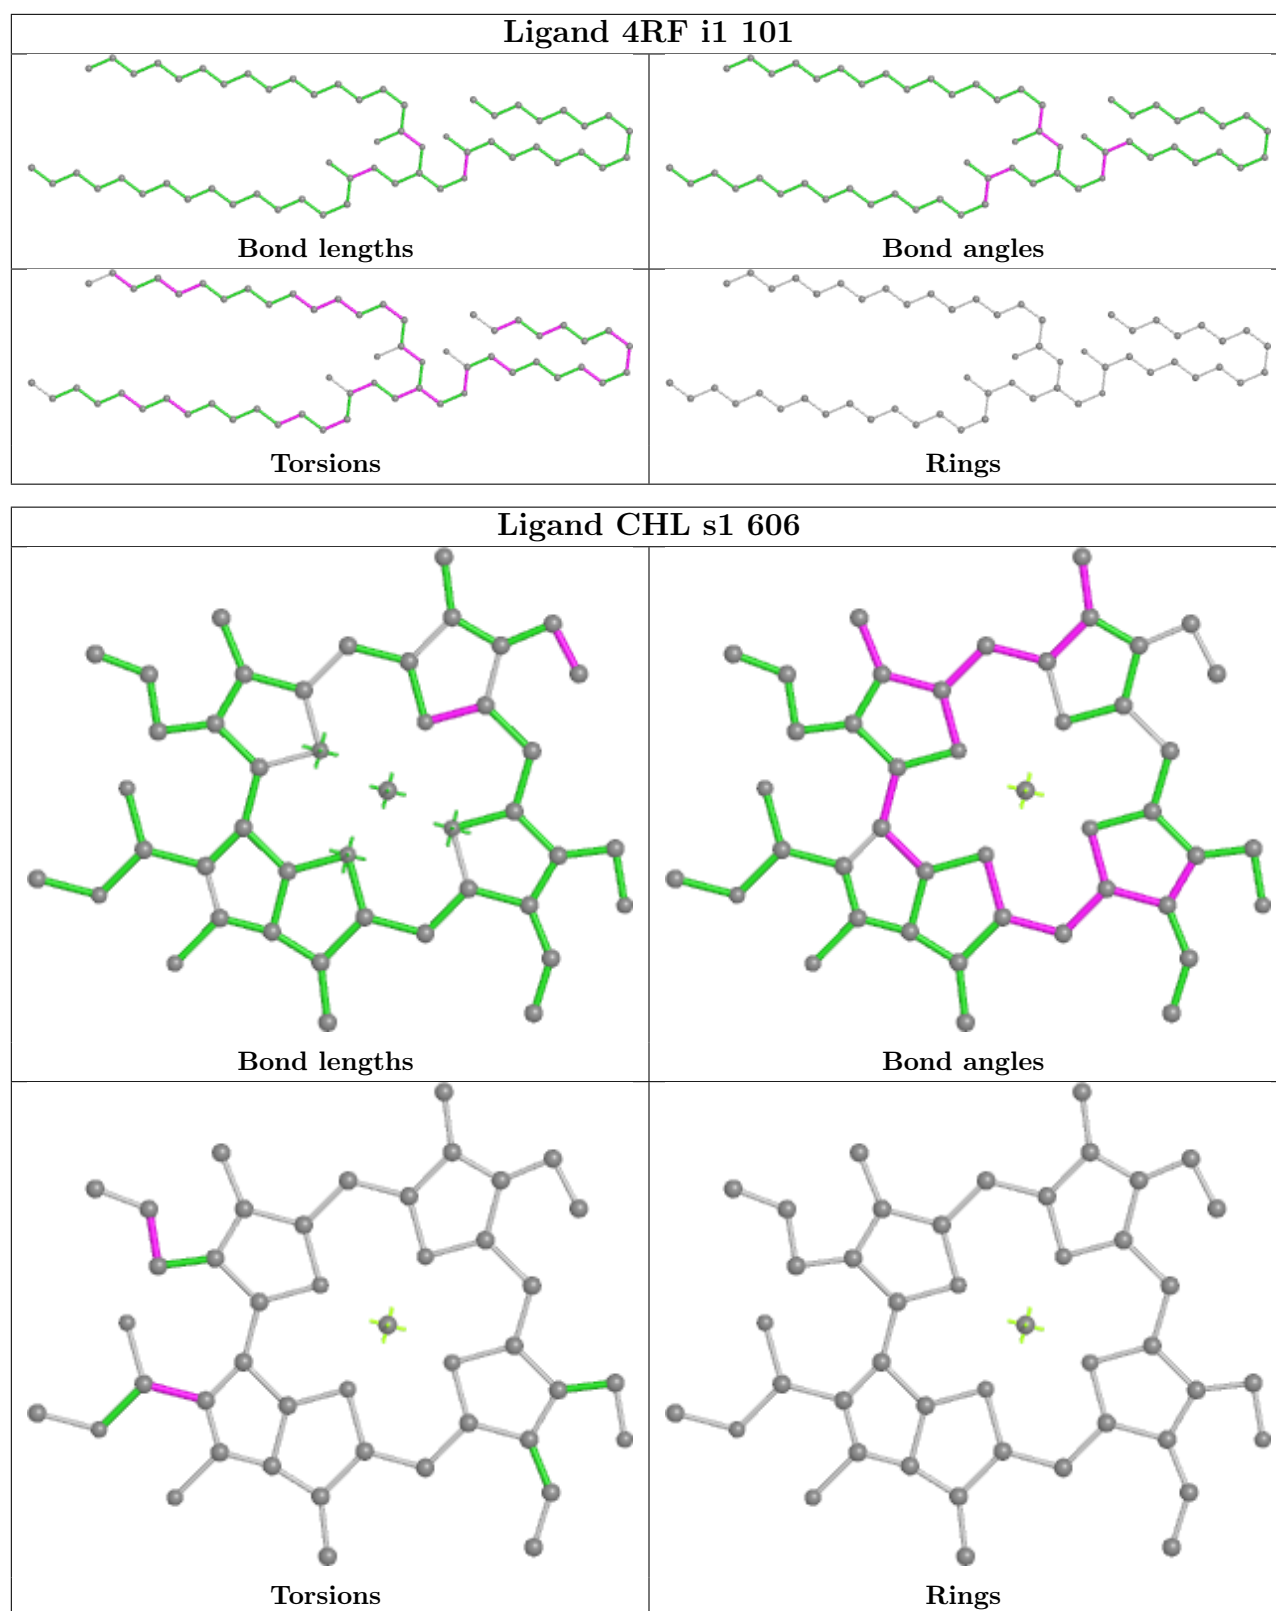 Ligand 4RF i1 101
Bond lengths
Bond angles
Torsions
Rings
Ligand CHL s1 606
Bond lengths
Bond angles
Torsions
Rings